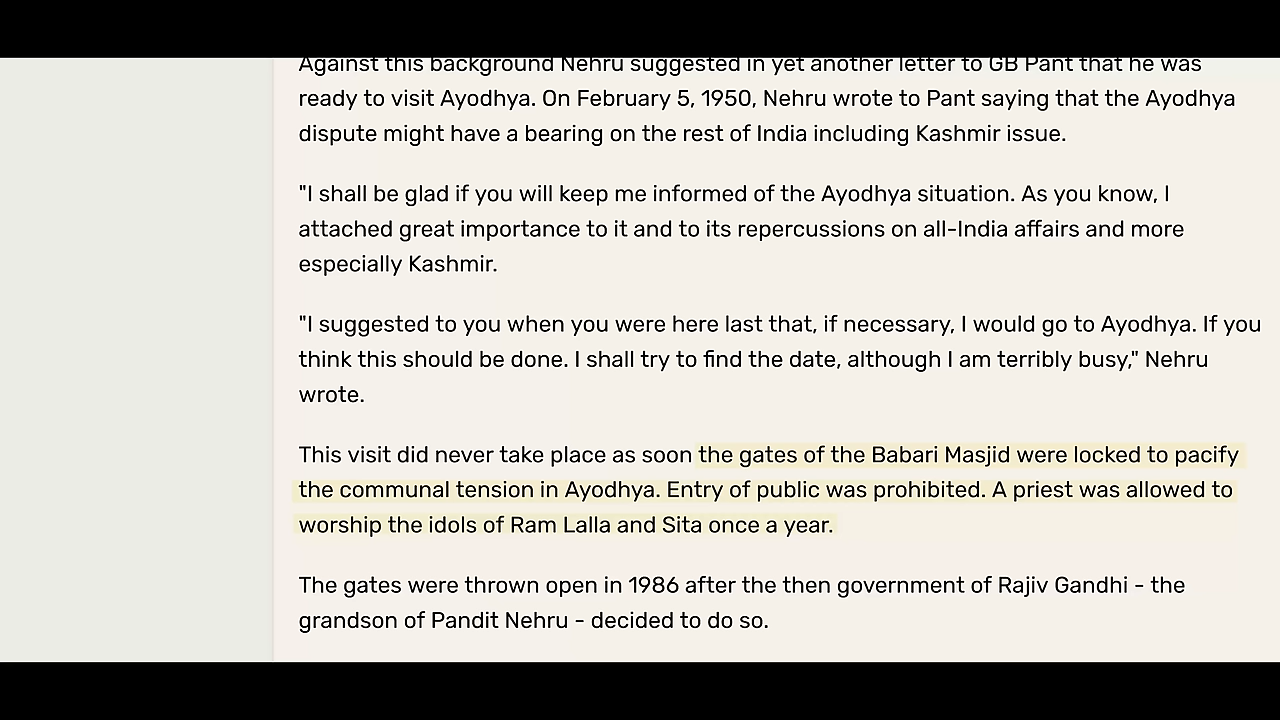 Against this background Nehru suggested in yet another letter to GB Pant that he was
ready to visit Ayodhya. On February 5, 1950, Nehru wrote to Pant saying that the Ayodhya
dispute might have a bearing on the rest of India including Kashmir issue.
"I shall be glad if you will keep me informed of the Ayodhya situation. As you know, I
attached great importance to it and to its repercussions on all-India affairs and more
especially Kashmir.
"I suggested to you when you were here last that, if necessary, I would go to Ayodhya. If you
think this should be done. I shall try to find the date, although I am terribly busy," Nehru
wrote.
This visit did never take place as soon the gates of the Babari Masjid were locked to pacify
the communal tension in Ayodhya. Entry of public was prohibited. A priest was allowed to
worship the idols of Ram Lalla and Sita once a year.
The gates were thrown open in 1986 after the then government of Rajiv Gandhi - the
grandson of Pandit Nehru - decided to do so.